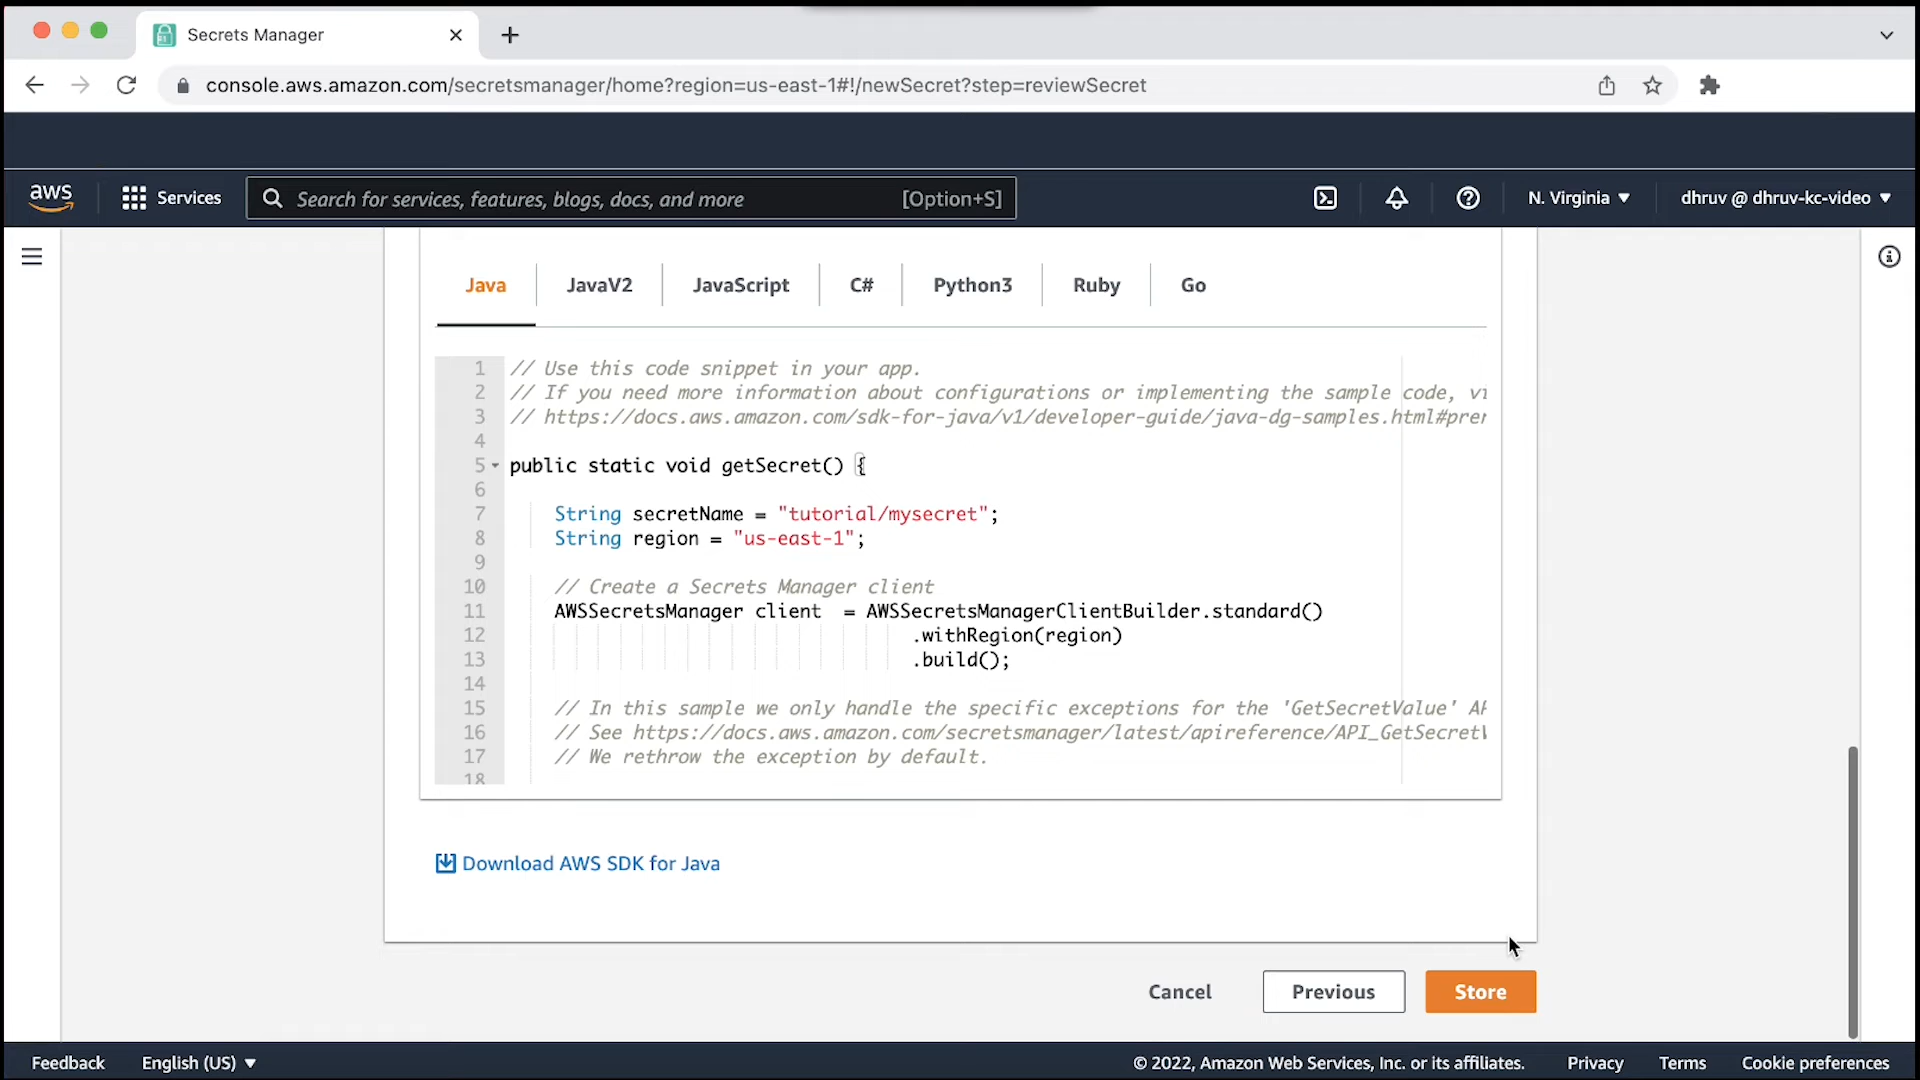 Secrets Manager
console.aws.amazon.com/secretsmanager/home?region=us-east-1#!/newSecret?step=reviewSecret
aws Services Search for services, features, blogs, docs, and more [Option+S] N. Virginia ▼ dhruv @ dhruv-kc-video ▼
Java JavaV2 JavaScript C# Python3 Ruby Go
1 // Use this code snippet in your app.
2 // If you need more information about configurations or implementing the sample code,
3 // https://docs.aws.amazon.com/sdk-for-java/v1/developer-guide/java-dg-samples.html#prer
4
5 public static void getSecret() {
6
7 String secretName = "tutorial/mysecret";
8 String region = "us-east-1";
9
10 // Create a Secrets Manager client
11 AWSSecretsManager client = AWSSecretsManagerClientBuilder.standard()
12 .withRegion(region)
13 .build();
14
15 // In this sample we only handle the specific exceptions for the 'GetSecretValue'
16 // See https://docs.aws.amazon.com/secretsmanager/latest/apireference/API_GetSecret
17 // We rethrow the exception by default.
18
Download AWS SDK for Java
Cancel Previous Store
Feedback English (US) ▼ © 2022, Amazon Web Services, Inc. or its affiliates. Privacy Terms Cookie preferences